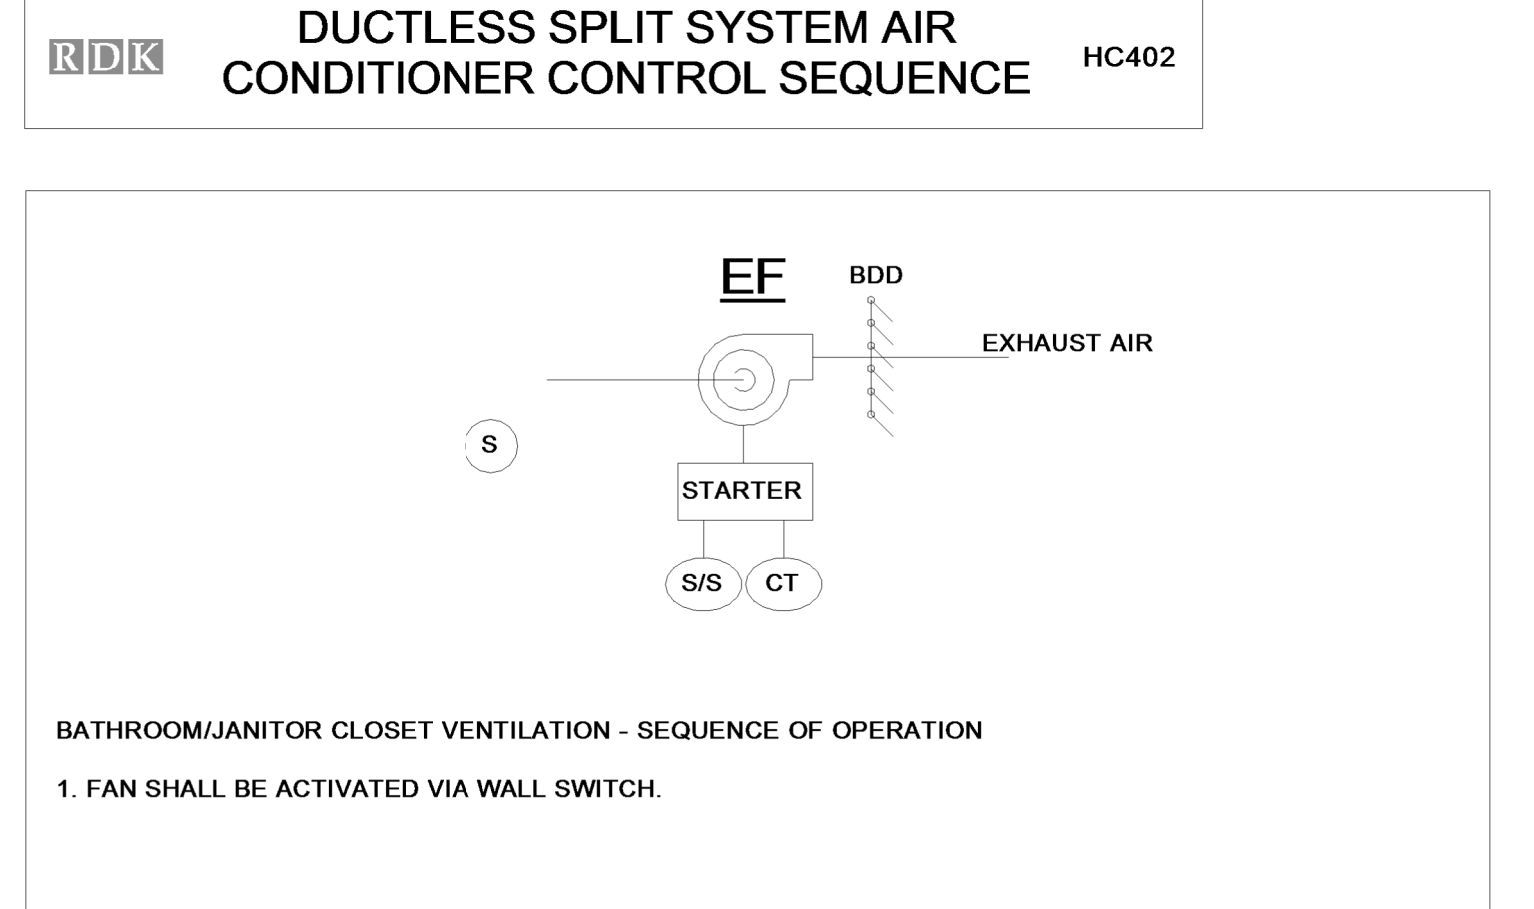 RDK
DUCTLESS SPLIT SYSTEM AIR
CONDITIONER CONTROL SEQUENCE
HC402
EF
BDD
EXHAUST AIR
S
STARTER
S/S
CT
BATHROOM/JANITOR CLOSET VENTILATION - SEQUENCE OF OPERATION
1. FAN SHALL BE ACTIVATED VIA WALL SWITCH.